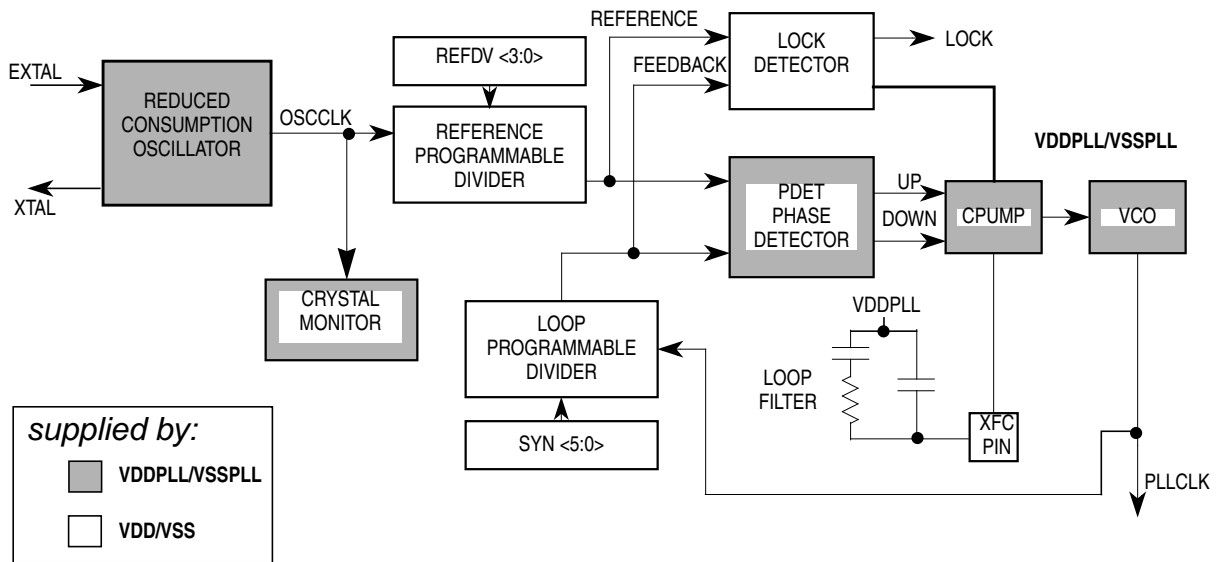 EXTAL
XTAL
REDUCED
CONSUMPTION
OSCILLATOR
OSCCLK
CRYSTAL
MONITOR
REFDV <3:0>
REFERENCE
PROGRAMMABLE
DIVIDER
REFERENCE
FEEDBACK
LOCK
DETECTOR
LOCK
PDET
PHASE
DETECTOR
UP
DOWN
CPUMP
VDDPLL/VSSPLL
VCO
LOOP
PROGRAMMABLE
DIVIDER
SYN <5:0>
VDDPLL
LOOP
FILTER
XFC
PIN
PLLCLK
supplied by:
VDDPLL/VSSPLL
VDD/VSS